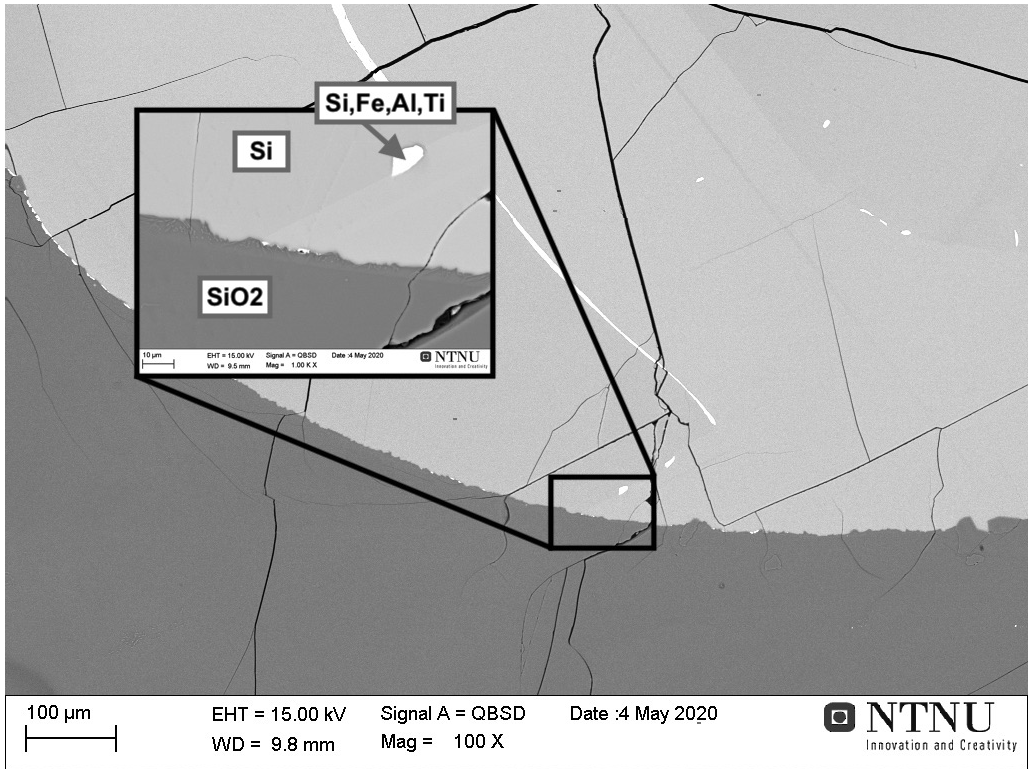 Si,Fe,Al,Ti
Si
SiO2
10 µm
EHT = 15.00 kV
Signal A = QBSD
Date :4 May 2020
WD = 9.5 mm
Mag = 1.00 K X
NTNU
Innovation and Creativity
100 µm
EHT = 15.00 kV
Signal A = QBSD
Date :4 May 2020
WD = 9.8 mm
Mag = 100 X
NTNU
Innovation and Creativity